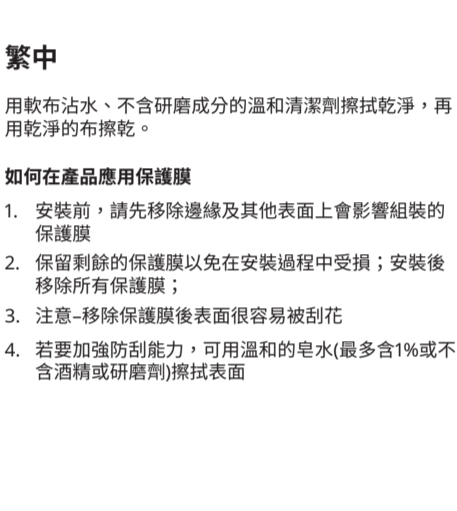 繁中
用軟布沾水、不含研磨成分的溫和清潔劑擦拭乾淨，再
用乾淨的布擦乾。
如何在產品應用保護膜
1. 安裝前，請先移除邊緣及其他表面上會影響組裝的
保護膜
2. 保留剩餘的保護膜以免在安裝過程中受損；安裝後
移除所有保護膜；
3. 注意–移除保護膜後表面很容易被刮花
4. 若要加強防刮能力，可用溫和的皂水(最多含1%或不
含酒精或研磨劑)擦拭表面